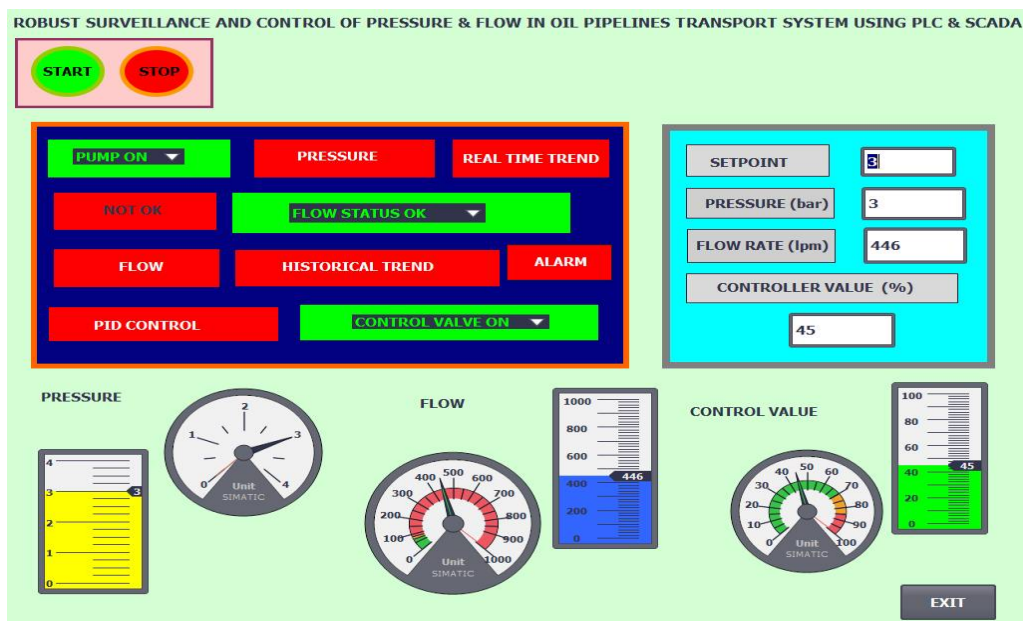 ROBUST SURVEILLANCE AND CONTROL OF PRESSURE & FLOW IN OIL PIPELINES TRANSPORT SYSTEM USING PLC & SCADA
START
STOP
PUMP ON
PRESSURE
REAL TIME TREND
NOT OK
FLOW STATUS OK
FLOW
HISTORICAL TREND
ALARM
PID CONTROL
CONTROL VALVE ON
SETPOINT
3
PRESSURE (bar)
3
FLOW RATE (lpm)
446
CONTROLLER VALUE (%)
45
PRESSURE
4
3
2
1
0
3
0
1
2
3
4
Unit
SIMATIC
FLOW
0
100
200
300
400
500
600
700
800
900
1000
Unit
SIMATIC
1000
800
600
400
200
0
446
CONTROL VALUE
0
10
20
30
40
50
60
70
80
90
100
Unit
SIMATIC
100
80
60
40
20
0
45
EXIT